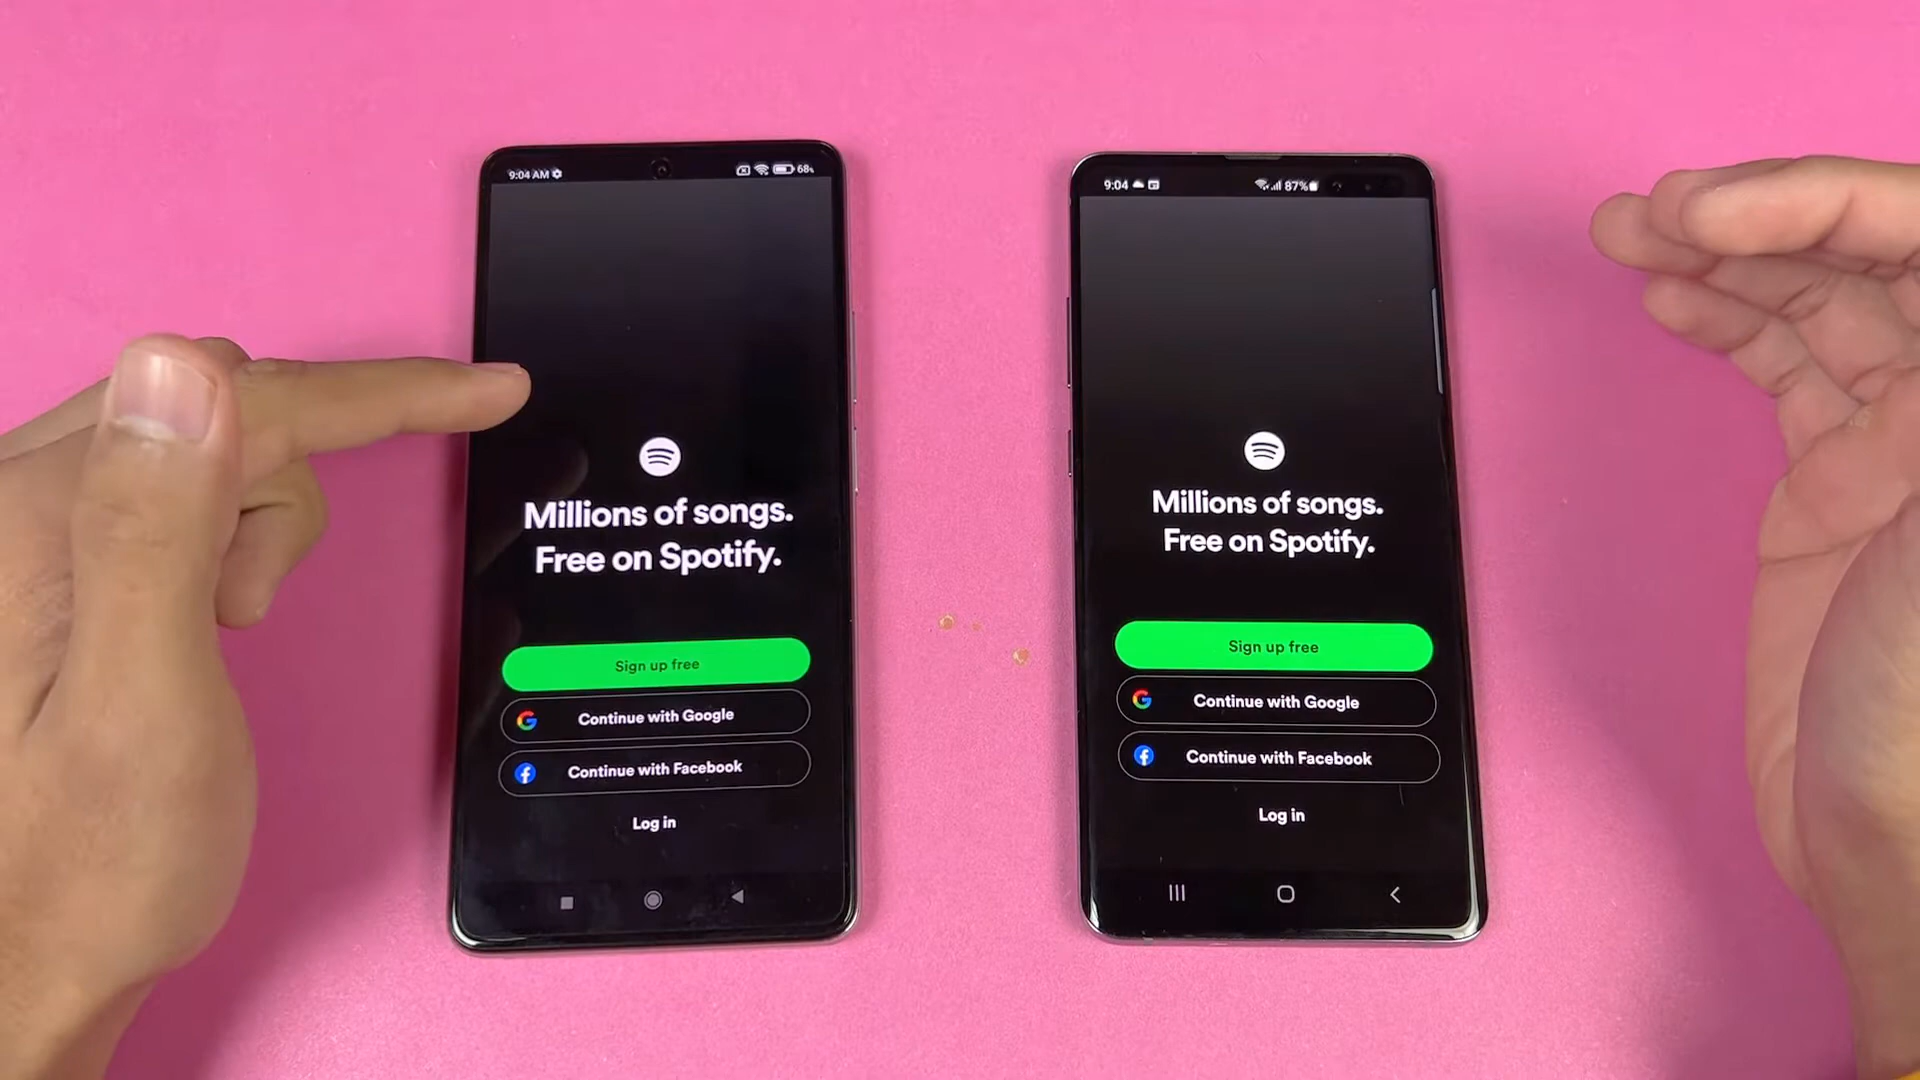 9:04 AM
68%
Millions of songs.
Free on Spotify.
Sign up free
Continue with Google
Continue with Facebook
Log in
9:04
87%
Millions of songs.
Free on Spotify.
Sign up free
Continue with Google
Continue with Facebook
Log in